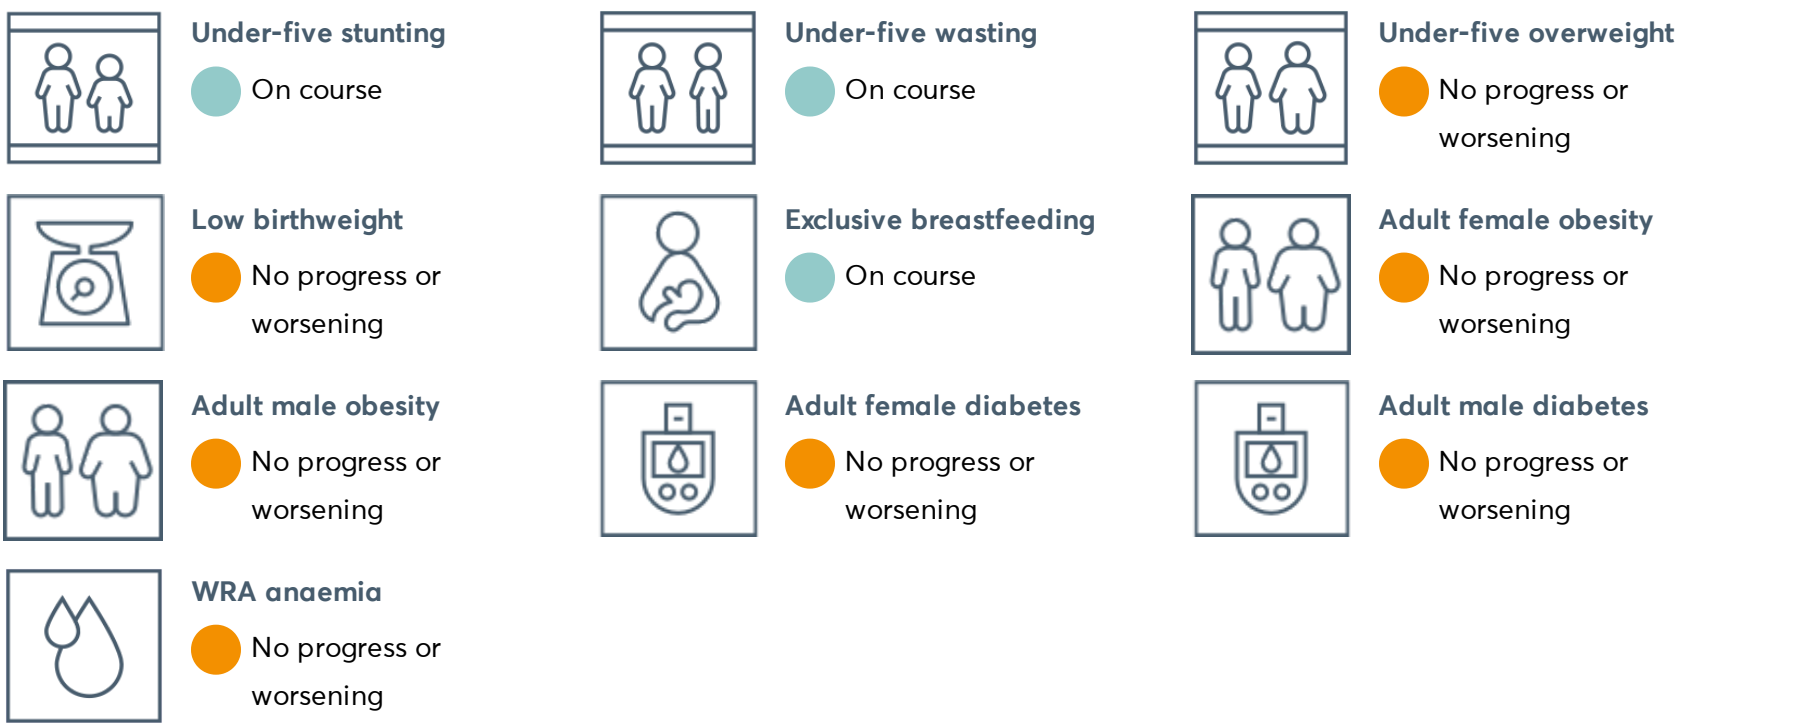 Under-five stunting
On course
Under-five wasting
On course
Under-five overweight
No progress or
worsening
Low birthweight
No progress or
worsening
Exclusive breastfeeding
On course
Adult female obesity
No progress or
worsening
Adult male obesity
No progress or
worsening
Adult female diabetes
No progress or
worsening
Adult male diabetes
No progress or
worsening
WRA anaemia
No progress or
worsening